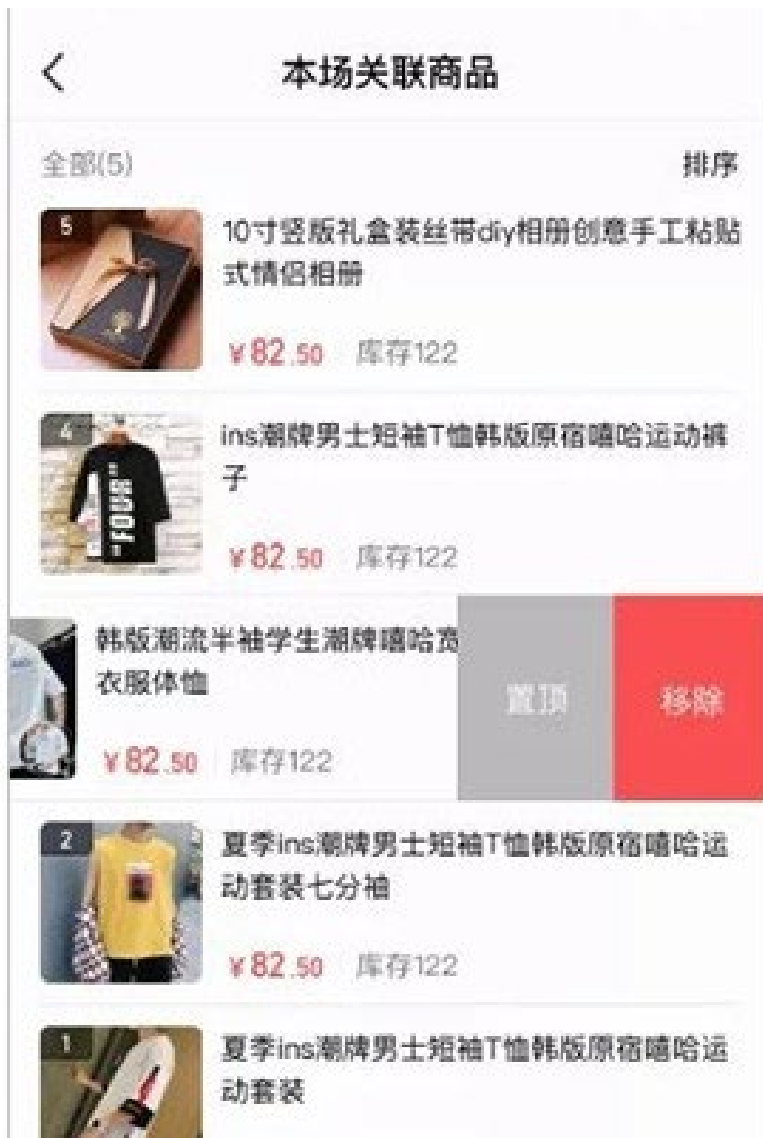 本场关联商品
全部(5)
排序
5
10寸竖版礼盒装丝带diy相册创意手工粘贴
式情侣相册
¥82.50 库存122
4
ins潮牌男士短袖T恤韩版原宿嘻哈运动裤
子
"FOUR"
¥82.50 库存122
韩版潮流半袖学生潮牌嘻哈宽
衣服体恤
¥82.50 库存122
置顶
移除
2
夏季ins潮牌男士短袖T恤韩版原宿嘻哈运
动套装七分袖
¥82.50 库存122
1
夏季ins潮牌男士短袖T恤韩版原宿嘻哈运
动套装